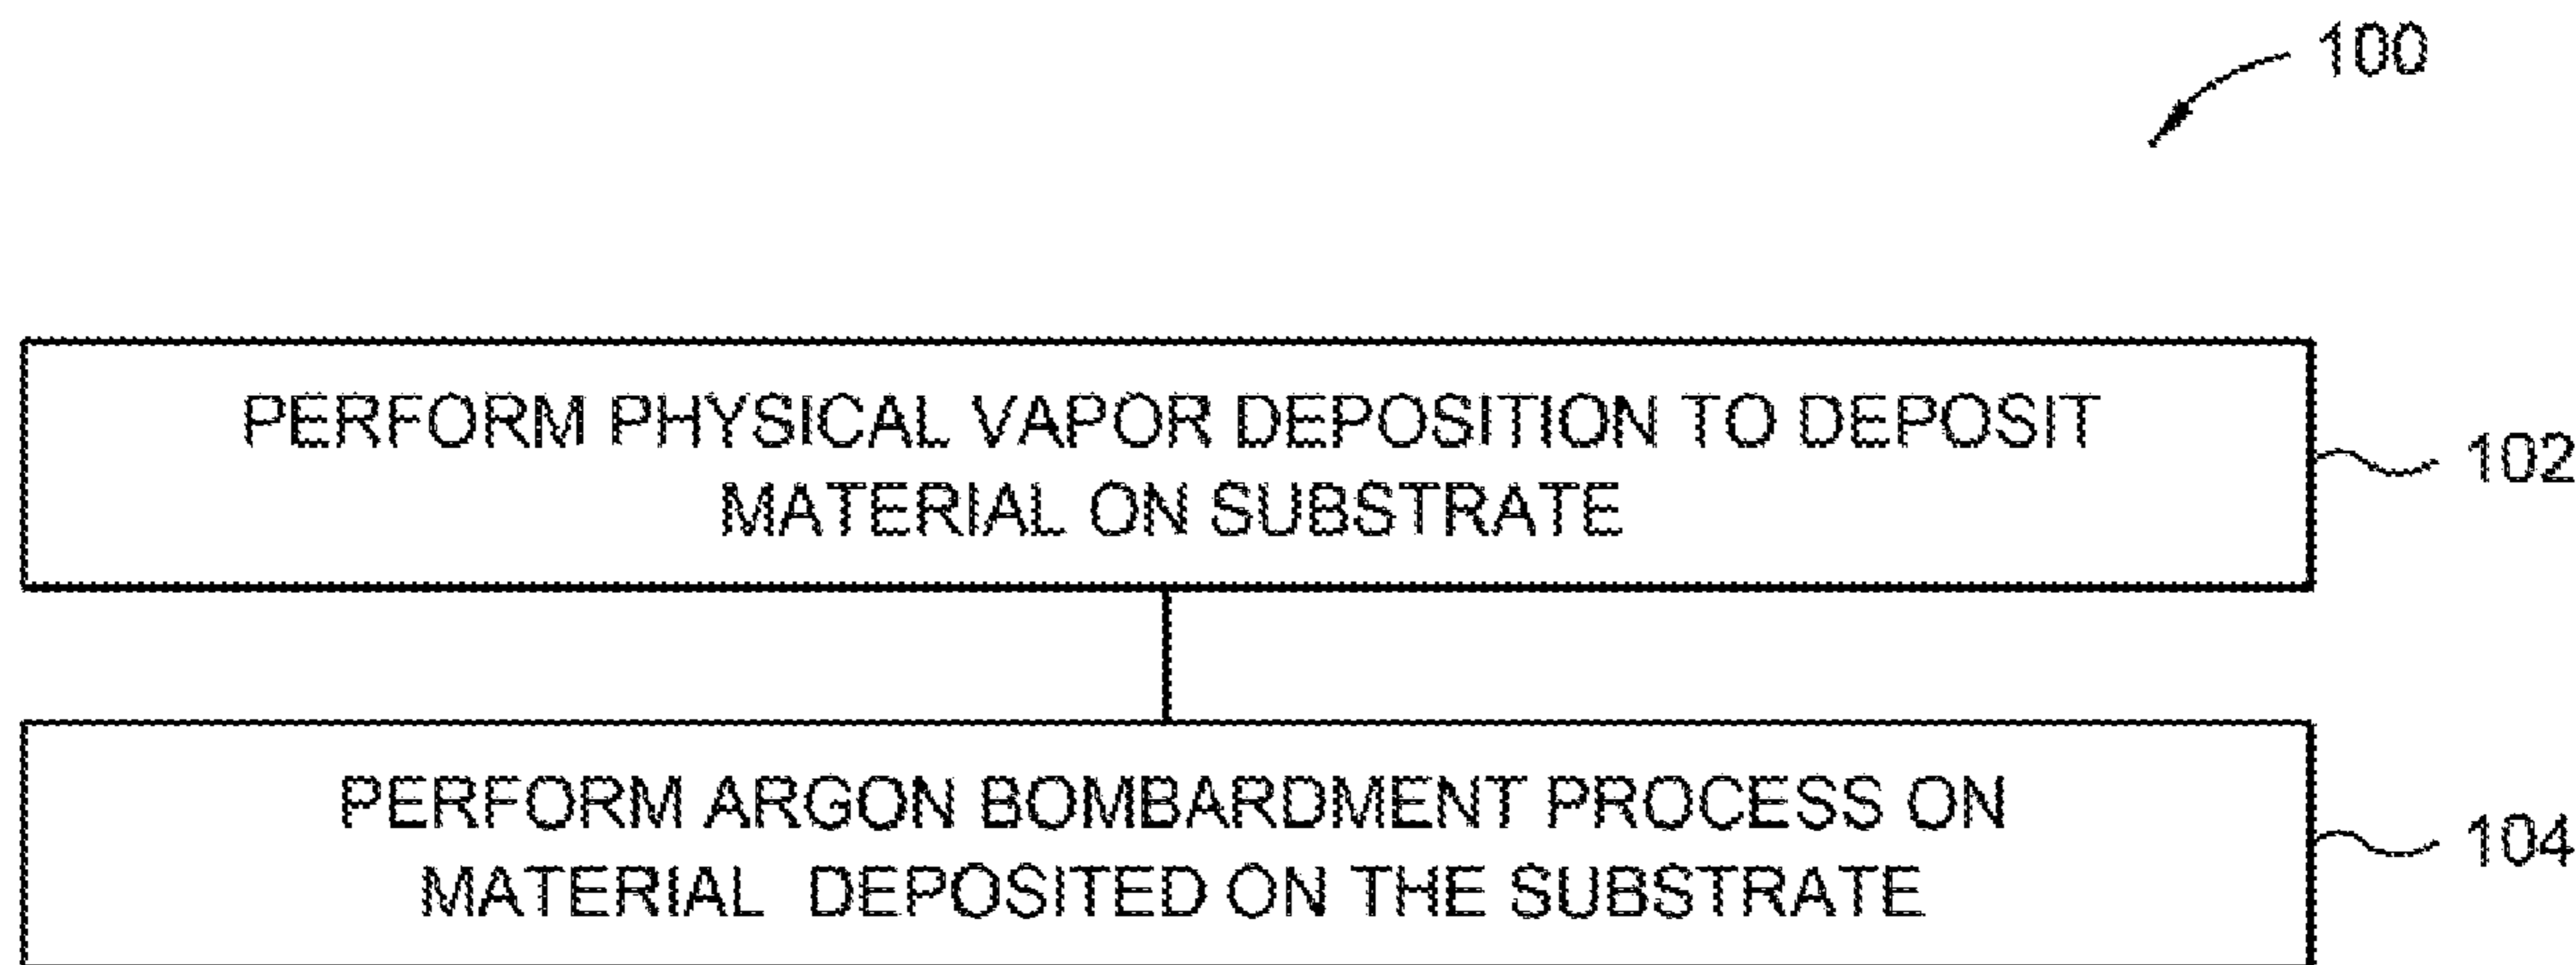 100
PERFORM PHYSICAL VAPOR DEPOSITION TO DEPOSIT
MATERIAL ON SUBSTRATE
102
PERFORM ARGON BOMBARDMENT PROCESS ON
MATERIAL DEPOSITED ON THE SUBSTRATE
104